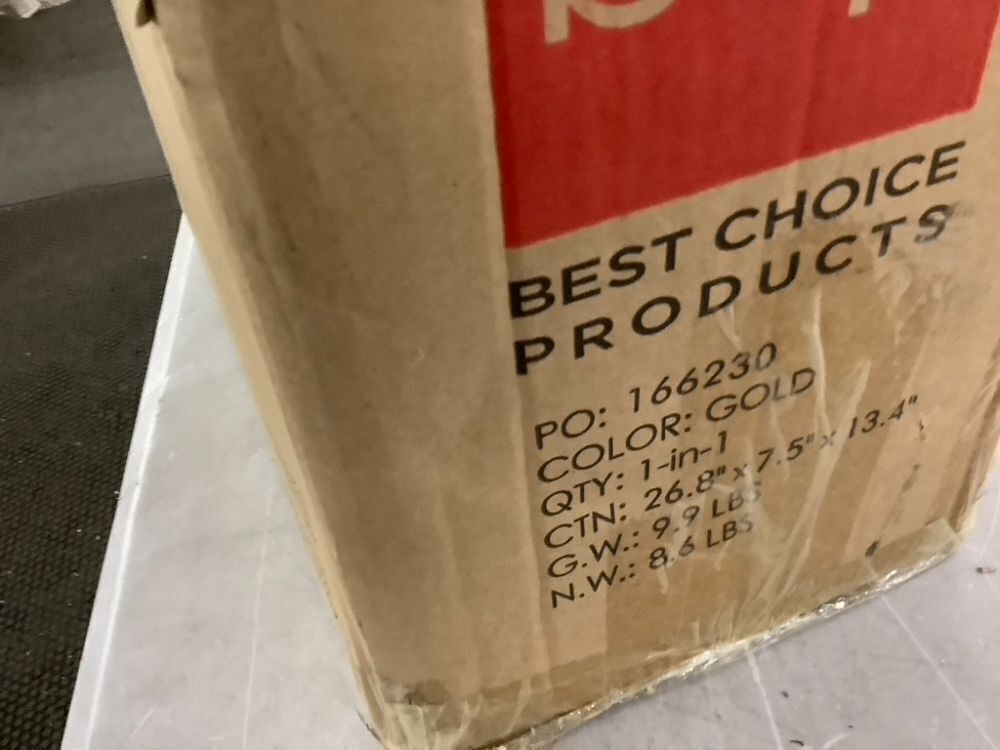 BEST CHOICE
PRODUCTS
PO: 166230
COLOR: GOLD
QTY: 1-in-1
CTN: 26.8" x 7.5" x 13.4"
G.W.: 9.9 LBS
N.W.: 8.6 LBS